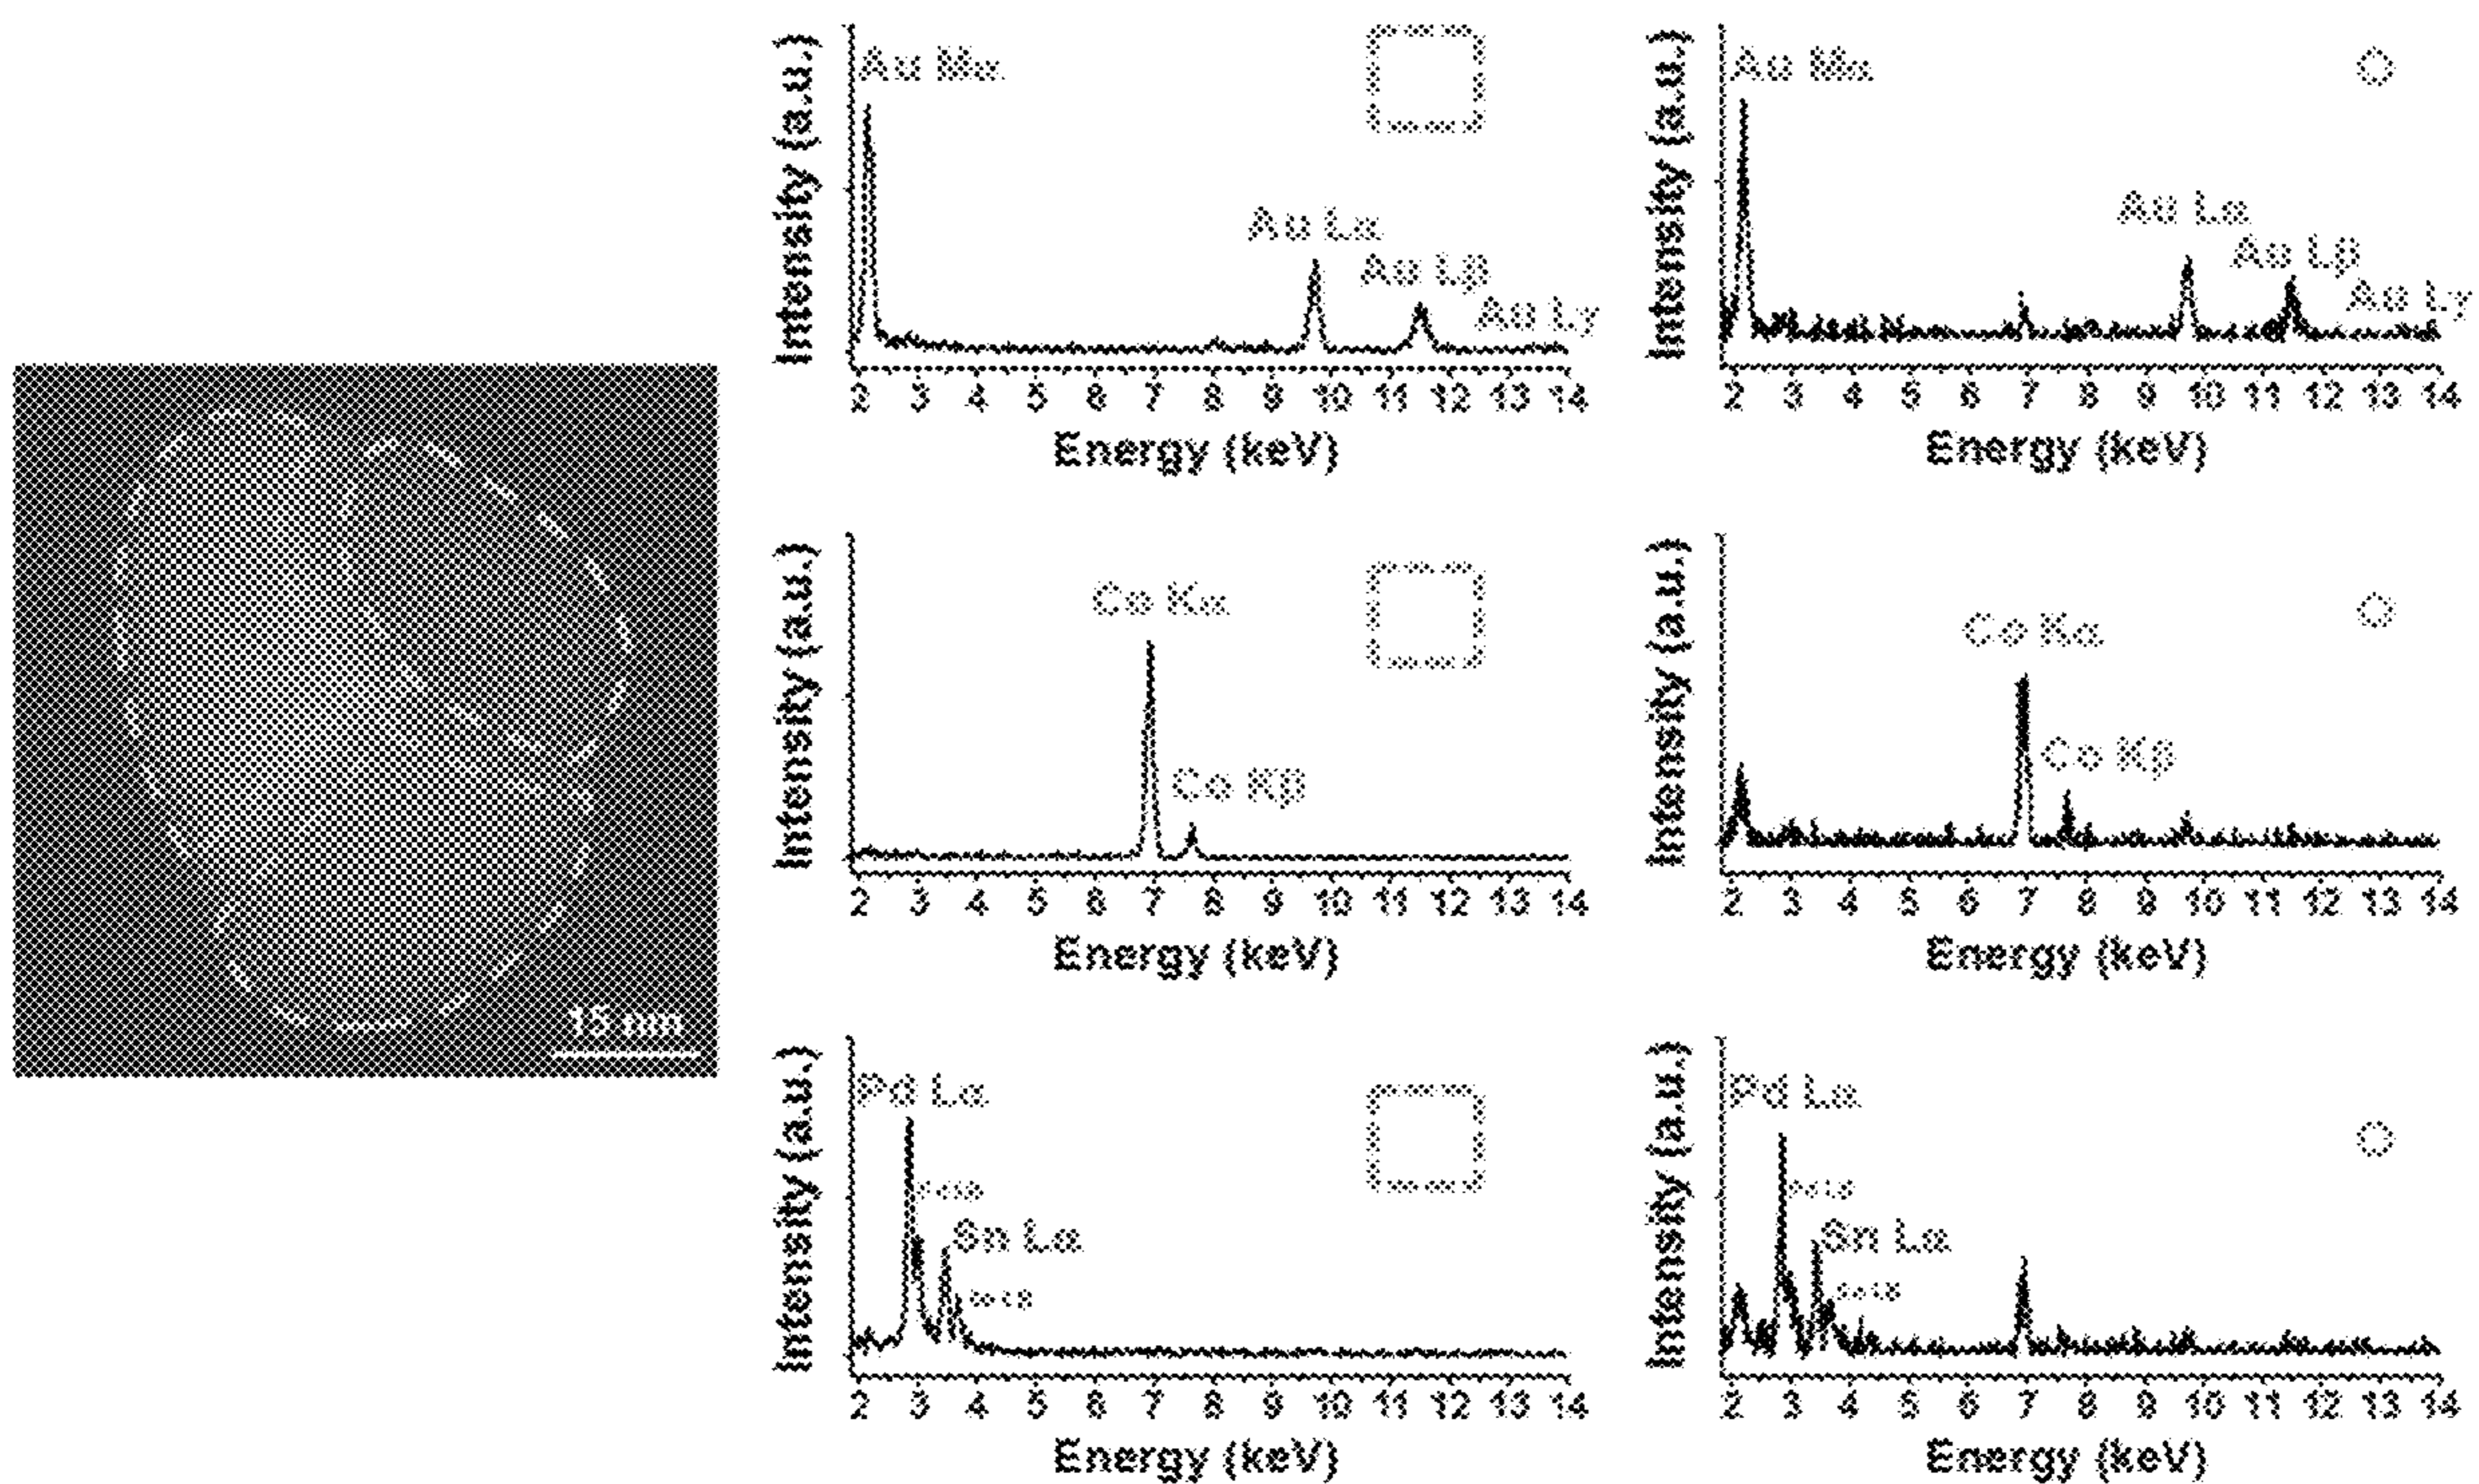 15 nm
Intensity (a.u.)
Au Mα
Au Lα
Au Lβ
Au Lγ
2 3 4 5 6 7 8 9 10 11 12 13 14
Energy (keV)
Intensity (a.u.)
Au Mα
Au Lα
Au Lβ
Au Lγ
2 3 4 5 6 7 8 9 10 11 12 13 14
Energy (keV)
Intensity (a.u.)
Co Kα
Co Kβ
2 3 4 5 6 7 8 9 10 11 12 13 14
Energy (keV)
Intensity (a.u.)
Co Kα
Co Kβ
2 3 4 5 6 7 8 9 10 11 12 13 14
Energy (keV)
Intensity (a.u.)
Pd Lα
Sn Lα
2 3 4 5 6 7 8 9 10 11 12 13 14
Energy (keV)
Intensity (a.u.)
Pd Lα
Sn Lα
2 3 4 5 6 7 8 9 10 11 12 13 14
Energy (keV)